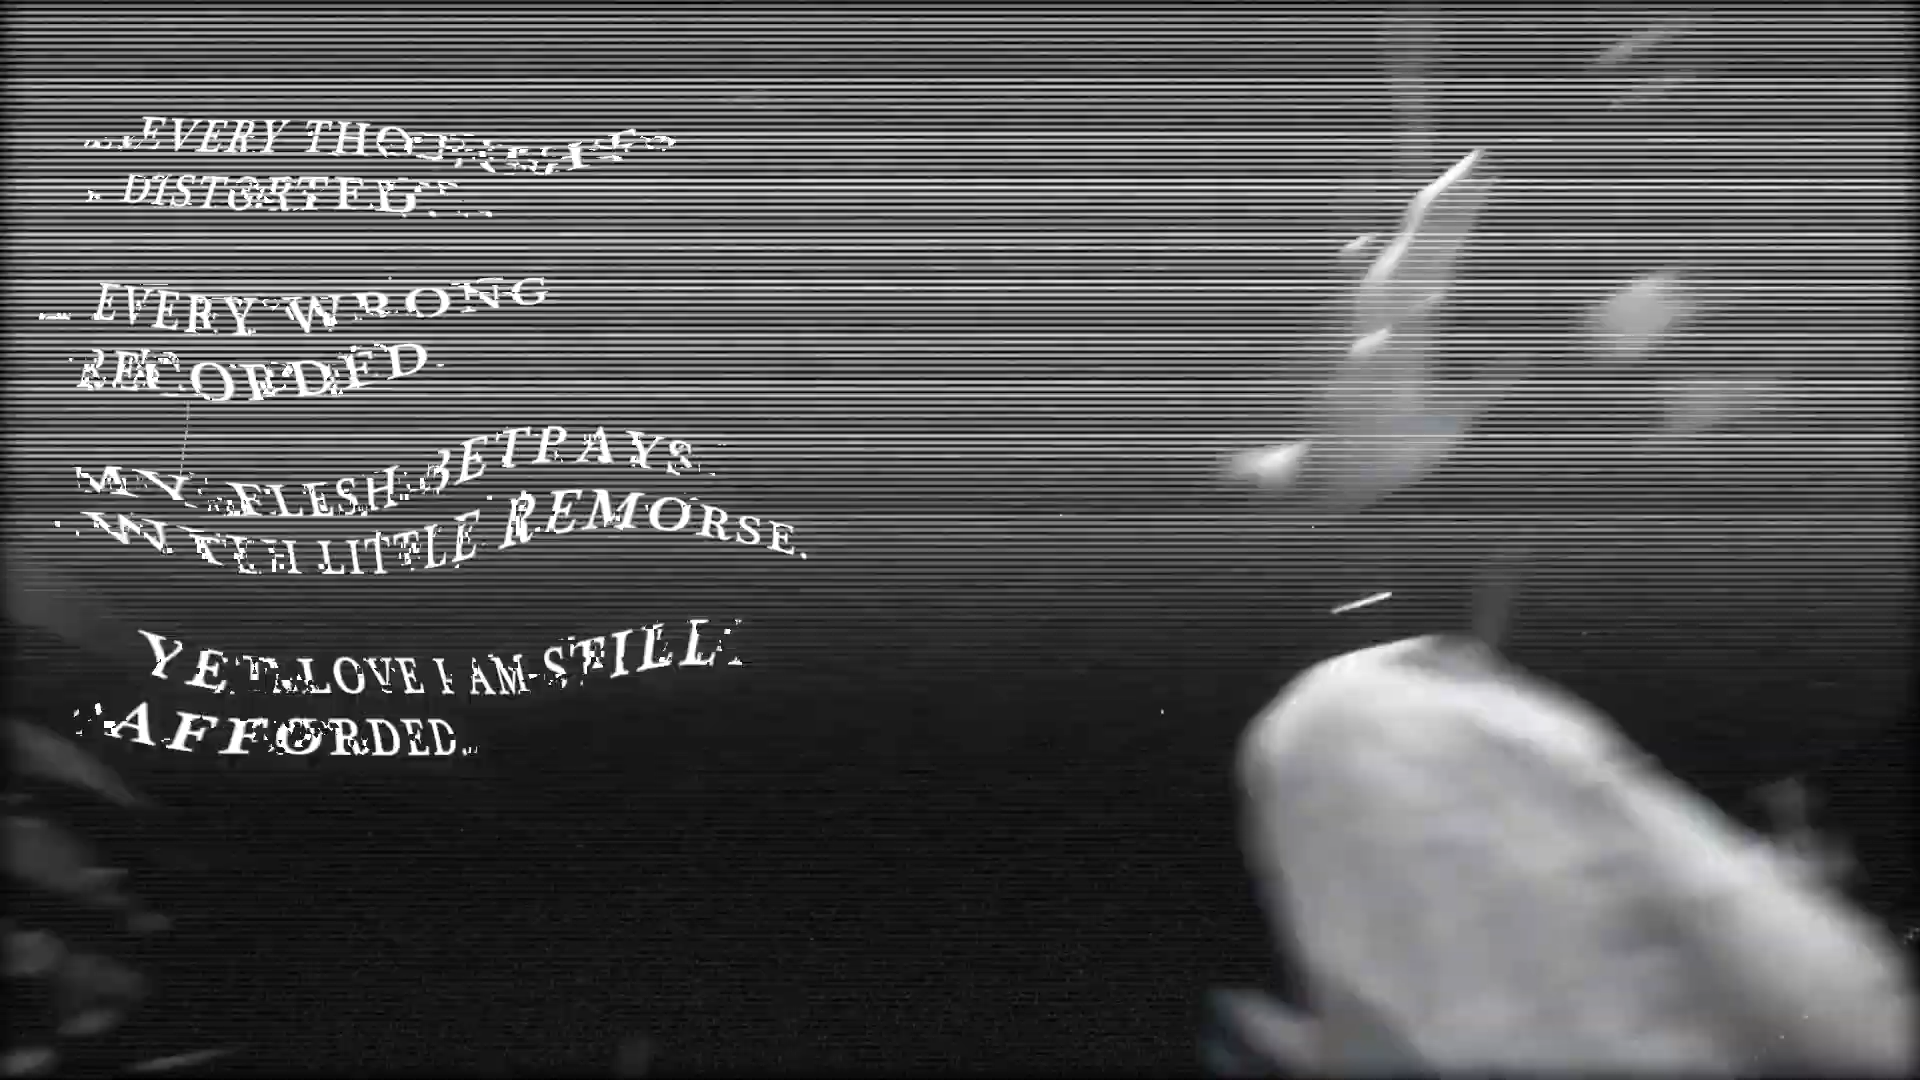 EVERY THOUGHT
DISTORTED.
EVERY WRONG
RECORDED.
MY FLESH BETRAYS
WITH LITTLE REMORSE.
YET LOVE I AM STILL
AFFORDED.